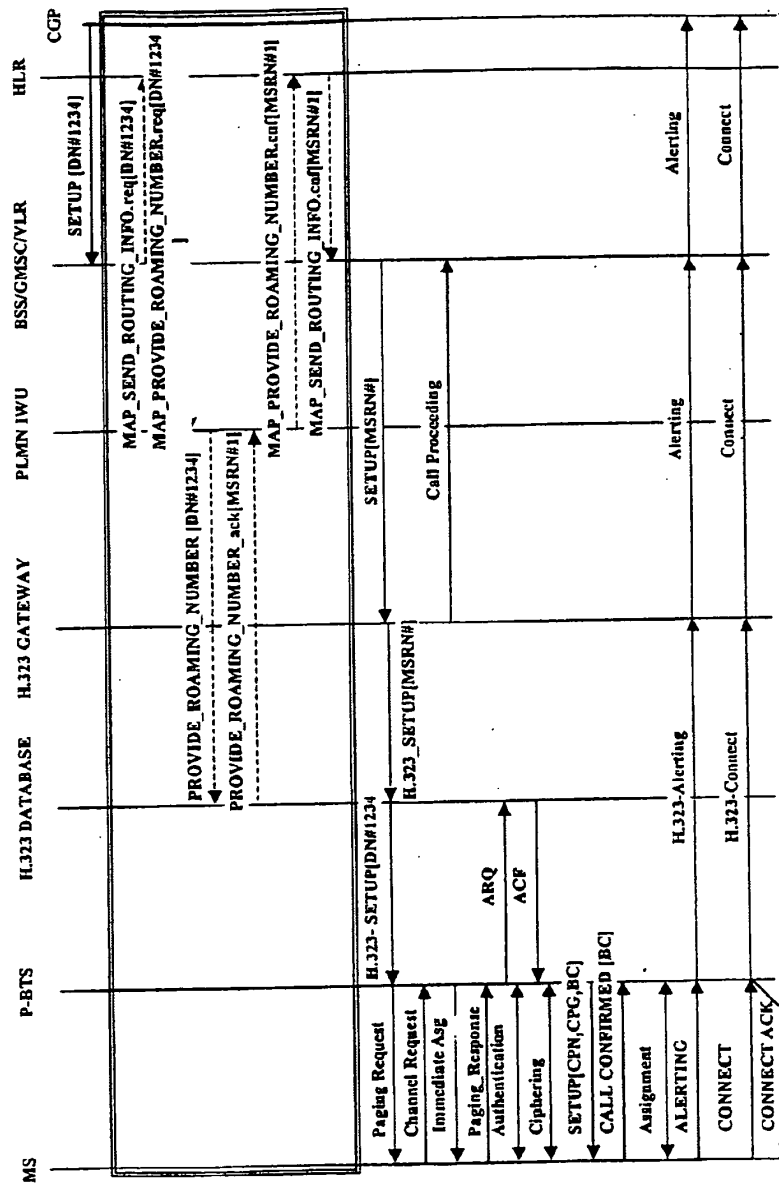 MS
P-BTS
H.323 DATABASE
H.323 GATEWAY
PLMN IWU
BSS/GMSC/VLR
HLR
CGP
SETUP [DN#1234]
MAP_SEND_ROUTING_INFO.req[DN#1234]
MAP_PROVIDE_ROAMING_NUMBER.req[DN#1234
]
PROVIDE_ROAMING_NUMBER [DN#1234]
PROVIDE_ROAMING_NUMBER_ack[MSRN#1]
MAP_PROVIDE_ROAMING_NUMBER.cnf[MSRN#1]
MAP_SEND_ROUTING_INFO.cnf[MSRN#1]
SETUP[MSRN#]
H.323_SETUP[MSRN#]
H.323- SETUP[DN#1234
Paging Request
Channel Request
Call Proceeding
Immediate Asg
Paging_Response
ARQ
Authentication
ACF
Ciphering
SETUP[CPN,CPG,BC]
CALL CONFIRMED [BC]
Assignment
ALERTING
H.323-Alerting
Alerting
Alerting
CONNECT
H.323-Connect
Connect
Connect
CONNECT ACK